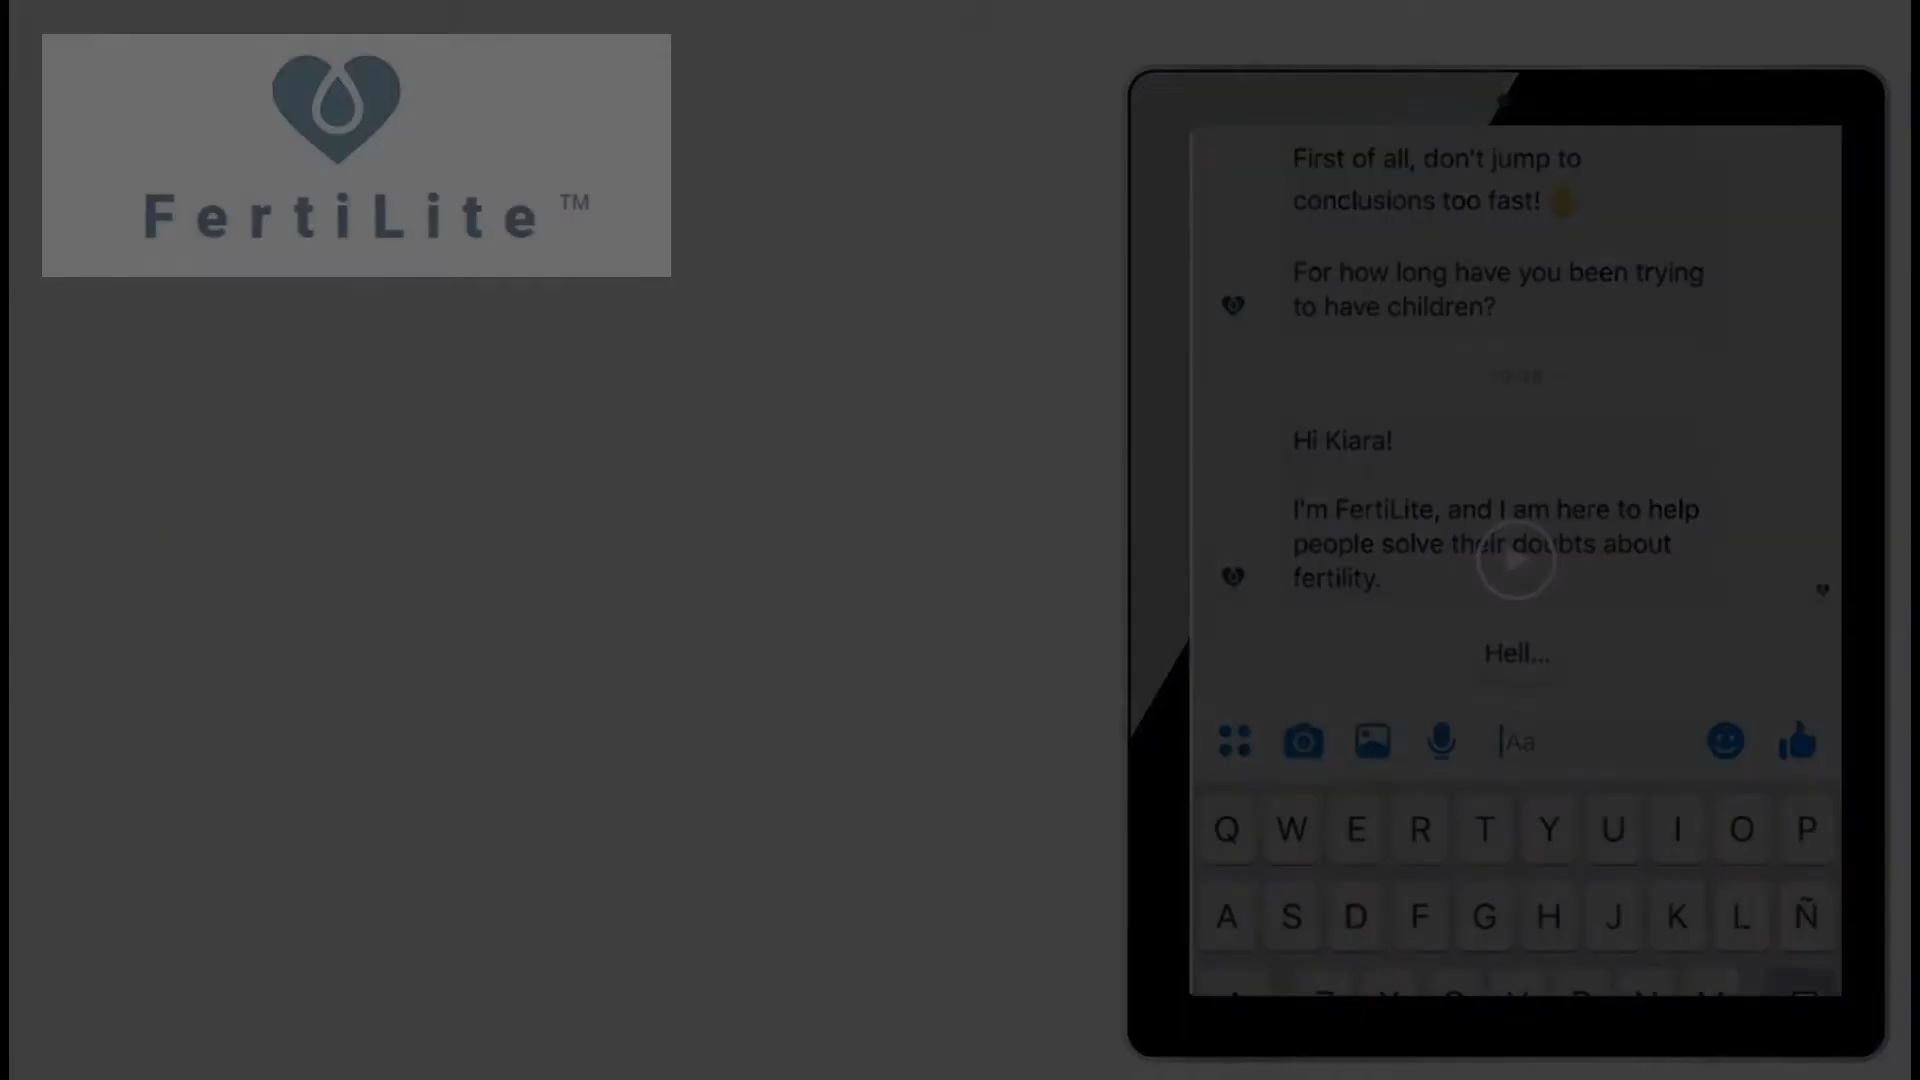 FertiLite™
First of all, don't jump to
conclusions too fast! ✋
For how long have you been trying
to have children?
Hi Kiara!
I'm FertiLite, and I am here to help
people solve their doubts about
fertility.
Hell...
Aa
Q W E R T Y U I O P
A S D F G H J K L Ñ